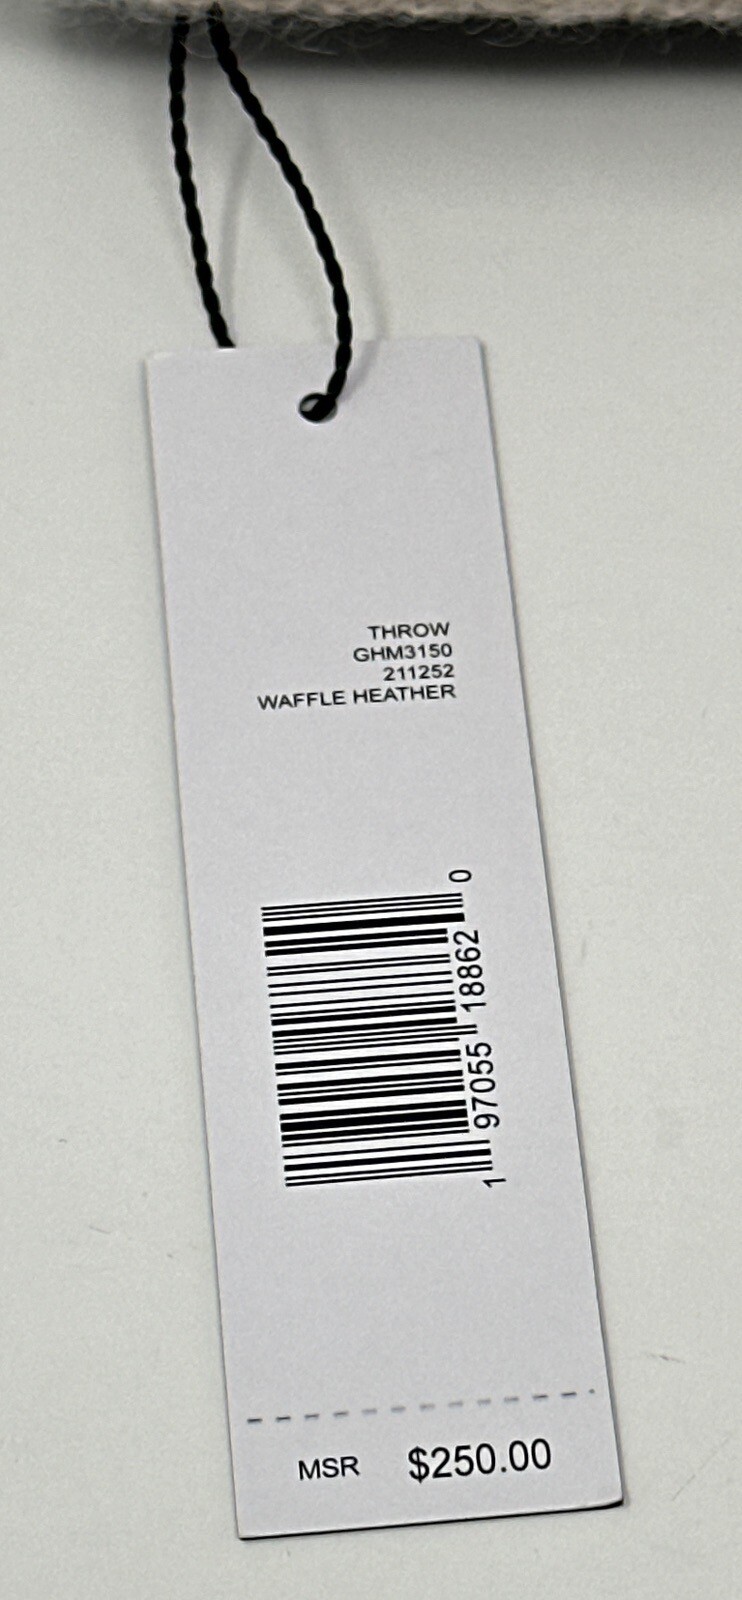 THROW
GHM3150
211252
WAFFLE HEATHER
1 97055 18862 0
MSR $250.00